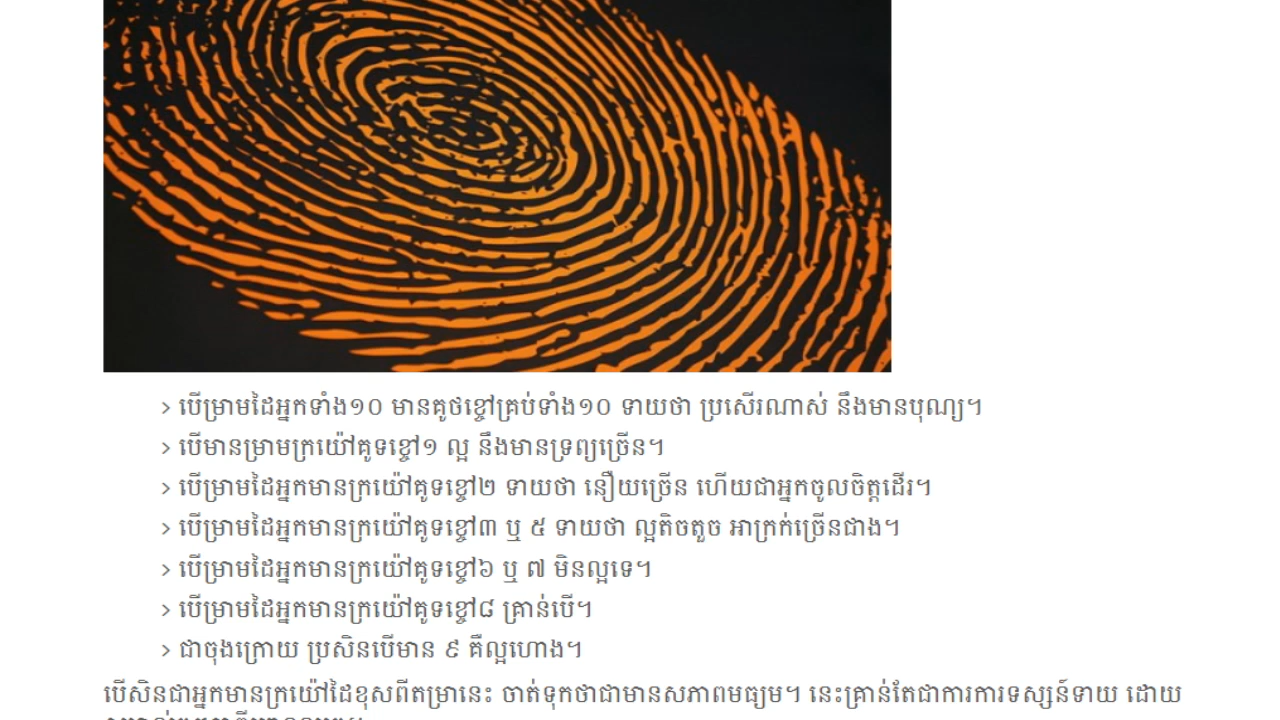 > បើម្រាមដៃអ្នកទាំង១០ មានគូថខ្ចៅគ្រប់ទាំង១០ ទាយថា ប្រសើរណាស់ នឹងមានបុណ្យ។
> បើមានម្រាមក្រយ៉ៅគូទខ្ចៅ១ ល្អ នឹងមានទ្រព្យច្រើន។
> បើម្រាមដៃអ្នកមានក្រយ៉ៅគូទខ្ចៅ២ ទាយថា នឿយច្រើន ហើយជាអ្នកចូលចិត្តដើរ។
> បើម្រាមដៃអ្នកមានក្រយ៉ៅគូទខ្ចៅ៣ ឬ ៥ ទាយថា ល្អតិចតួច អាក្រក់ច្រើនជាង។
> បើម្រាមដៃអ្នកមានក្រយ៉ៅគូទខ្ចៅ៦ ឬ ៧ មិនល្អទេ។
> បើម្រាមដៃអ្នកមានក្រយ៉ៅគូទខ្ចៅ៨ គ្រាន់បើ។
> ជាចុងក្រោយ ប្រសិនបើមាន ៩ គឺល្អហោង។
បើសិនជាអ្នកមានក្រយ៉ៅដៃខុសពីតម្រានេះ ចាត់ទុកថាជាមានសភាពមធ្យម។ នេះគ្រាន់តែជាការការទស្សន៍ទាយ ដោយ